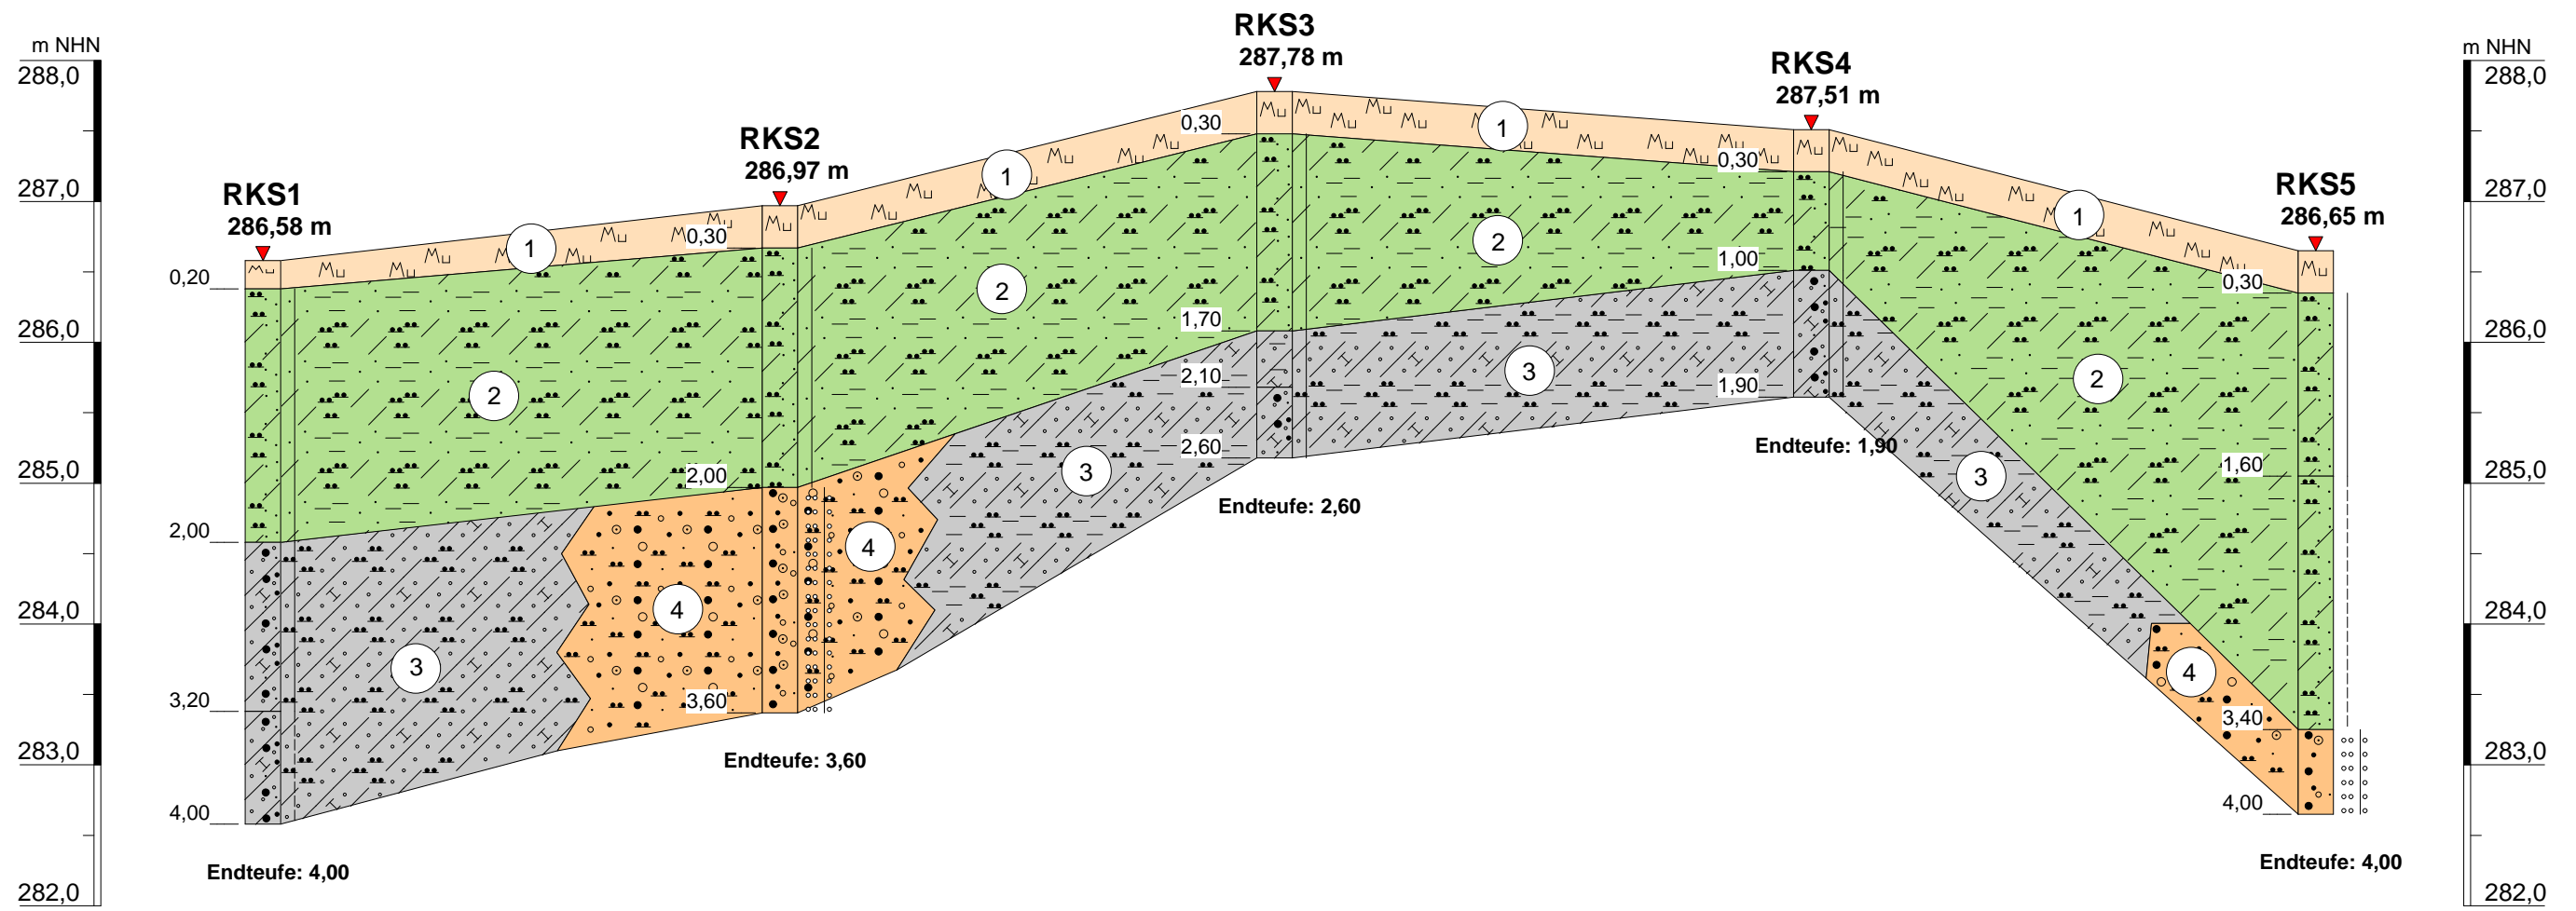 RKS3
287,78 m
m NHN
m NHN
RKS4
287,51 m
288,0
288,0
RKS2
286,97 m
0,30
1
1
0,30
RKS1
286,58 m
287,0
287,0
RKS5
286,65 m
1
1
0,30
1
2
2
1,00
0,20
2
0,30
1,70
286,0
286,0
2,10
3
1,90
2
2
2,60
Endteufe: 1,90
1,60
285,0
2,00
3
3
285,0
Endteufe: 2,60
2,00
4
284,0
4
284,0
3
4
3,20
3,60
3,40
283,0
Endteufe: 3,60
283,0
4,00
4,00
Endteufe: 4,00
Endteufe: 4,00
282,0
282,0